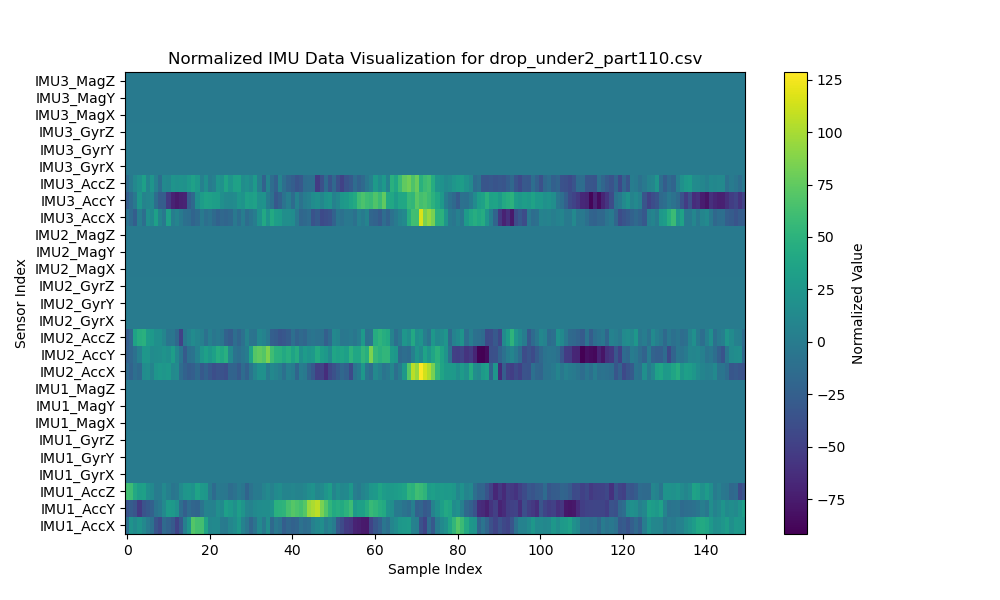 Normalized IMU Data Visualization for drop_under2_part110.csv
IMU3_MagZ
IMU3_MagY
IMU3_MagX
IMU3_GyrZ
IMU3_GyrY
IMU3_GyrX
IMU3_AccZ
IMU3_AccY
IMU3_AccX
IMU2_MagZ
IMU2_MagY
IMU2_MagX
IMU2_GyrZ
IMU2_GyrY
IMU2_GyrX
IMU2_AccZ
IMU2_AccY
IMU2_AccX
IMU1_MagZ
IMU1_MagY
IMU1_MagX
IMU1_GyrZ
IMU1_GyrY
IMU1_GyrX
IMU1_AccZ
IMU1_AccY
IMU1_AccX
Sensor Index
0 20 40 60 80 100 120 140
Sample Index
125
100
75
50
25
0
−25
−50
−75
Normalized Value